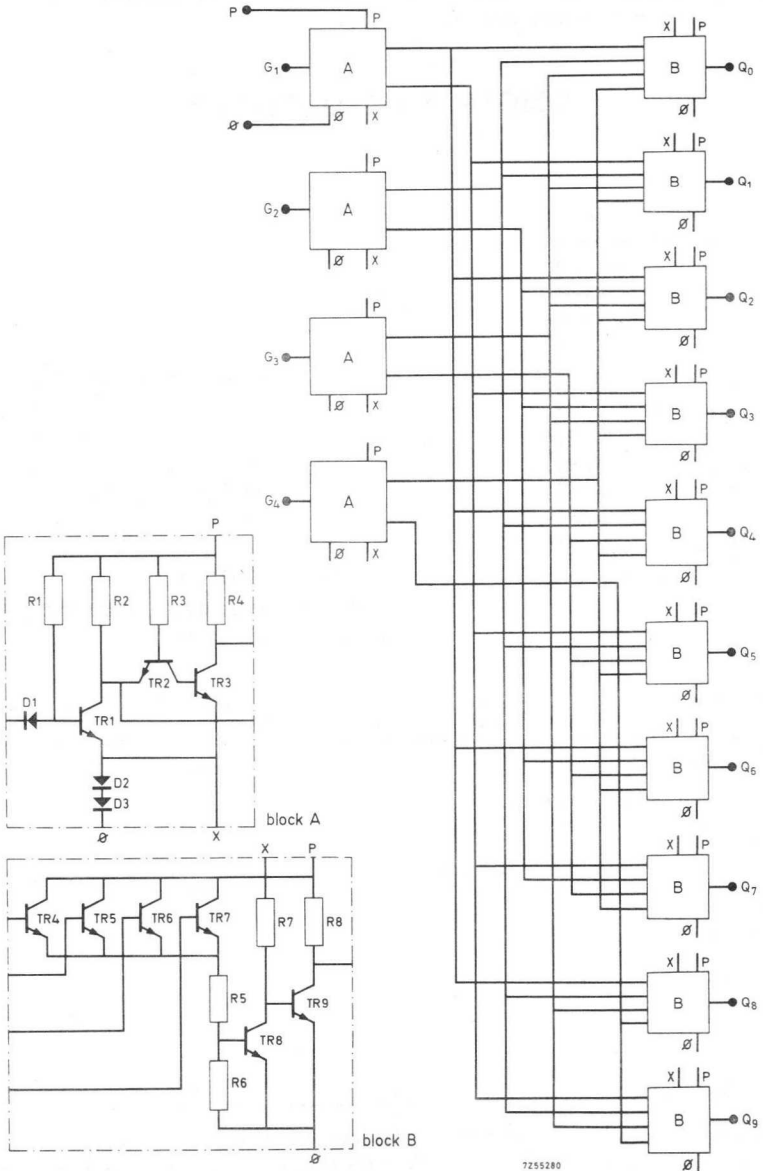 P
P
X P
G₁
A
B
Q₀
Ø
Ø X
Ø
P
X P
G₂
A
B
Q₁
Ø X
Ø
P
X P
G₃
A
B
Q₂
Ø X
Ø
P
X P
G₄
A
B
Q₃
Ø X
Ø
X P
B
Q₄
Ø
X P
B
Q₅
Ø
X P
B
Q₆
Ø
X P
B
Q₇
Ø
X P
B
Q₈
Ø
X P
B
Q₉
Ø
P
R1 R2 R3 R4
TR2 TR3
D1
TR1
D2
D3
Ø X
block A
X P
TR4 TR5 TR6 TR7 R7 R8
R5 TR9
TR8
R6
block B
Ø
7Z55280